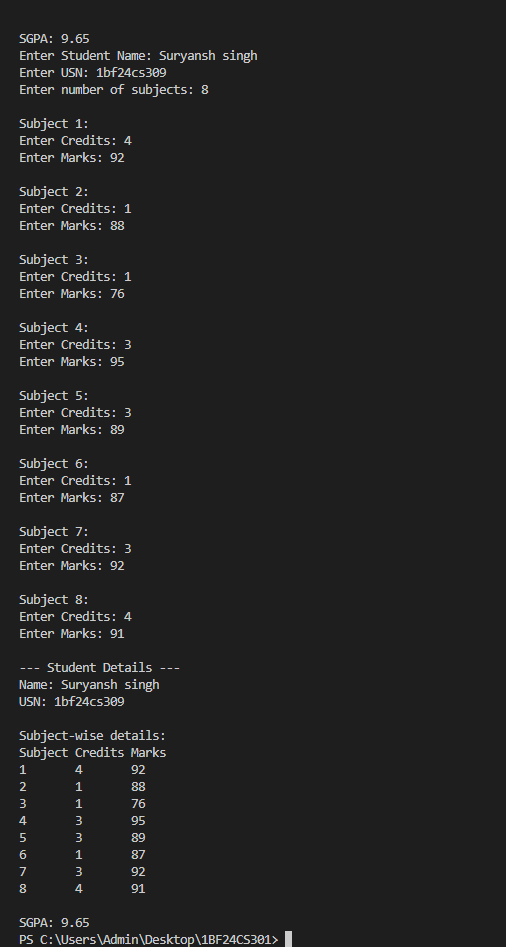 SGPA: 9.65
Enter Student Name: Suryansh singh
Enter USN: 1bf24cs309
Enter number of subjects: 8

Subject 1:
Enter Credits: 4
Enter Marks: 92

Subject 2:
Enter Credits: 1
Enter Marks: 88

Subject 3:
Enter Credits: 1
Enter Marks: 76

Subject 4:
Enter Credits: 3
Enter Marks: 95

Subject 5:
Enter Credits: 3
Enter Marks: 89

Subject 6:
Enter Credits: 1
Enter Marks: 87

Subject 7:
Enter Credits: 3
Enter Marks: 92

Subject 8:
Enter Credits: 4
Enter Marks: 91

--- Student Details ---
Name: Suryansh singh
USN: 1bf24cs309

Subject-wise details:
Subject Credits Marks
1       4       92
2       1       88
3       1       76
4       3       95
5       3       89
6       1       87
7       3       92
8       4       91

SGPA: 9.65
PS C:\Users\Admin\Desktop\1BF24CS301>